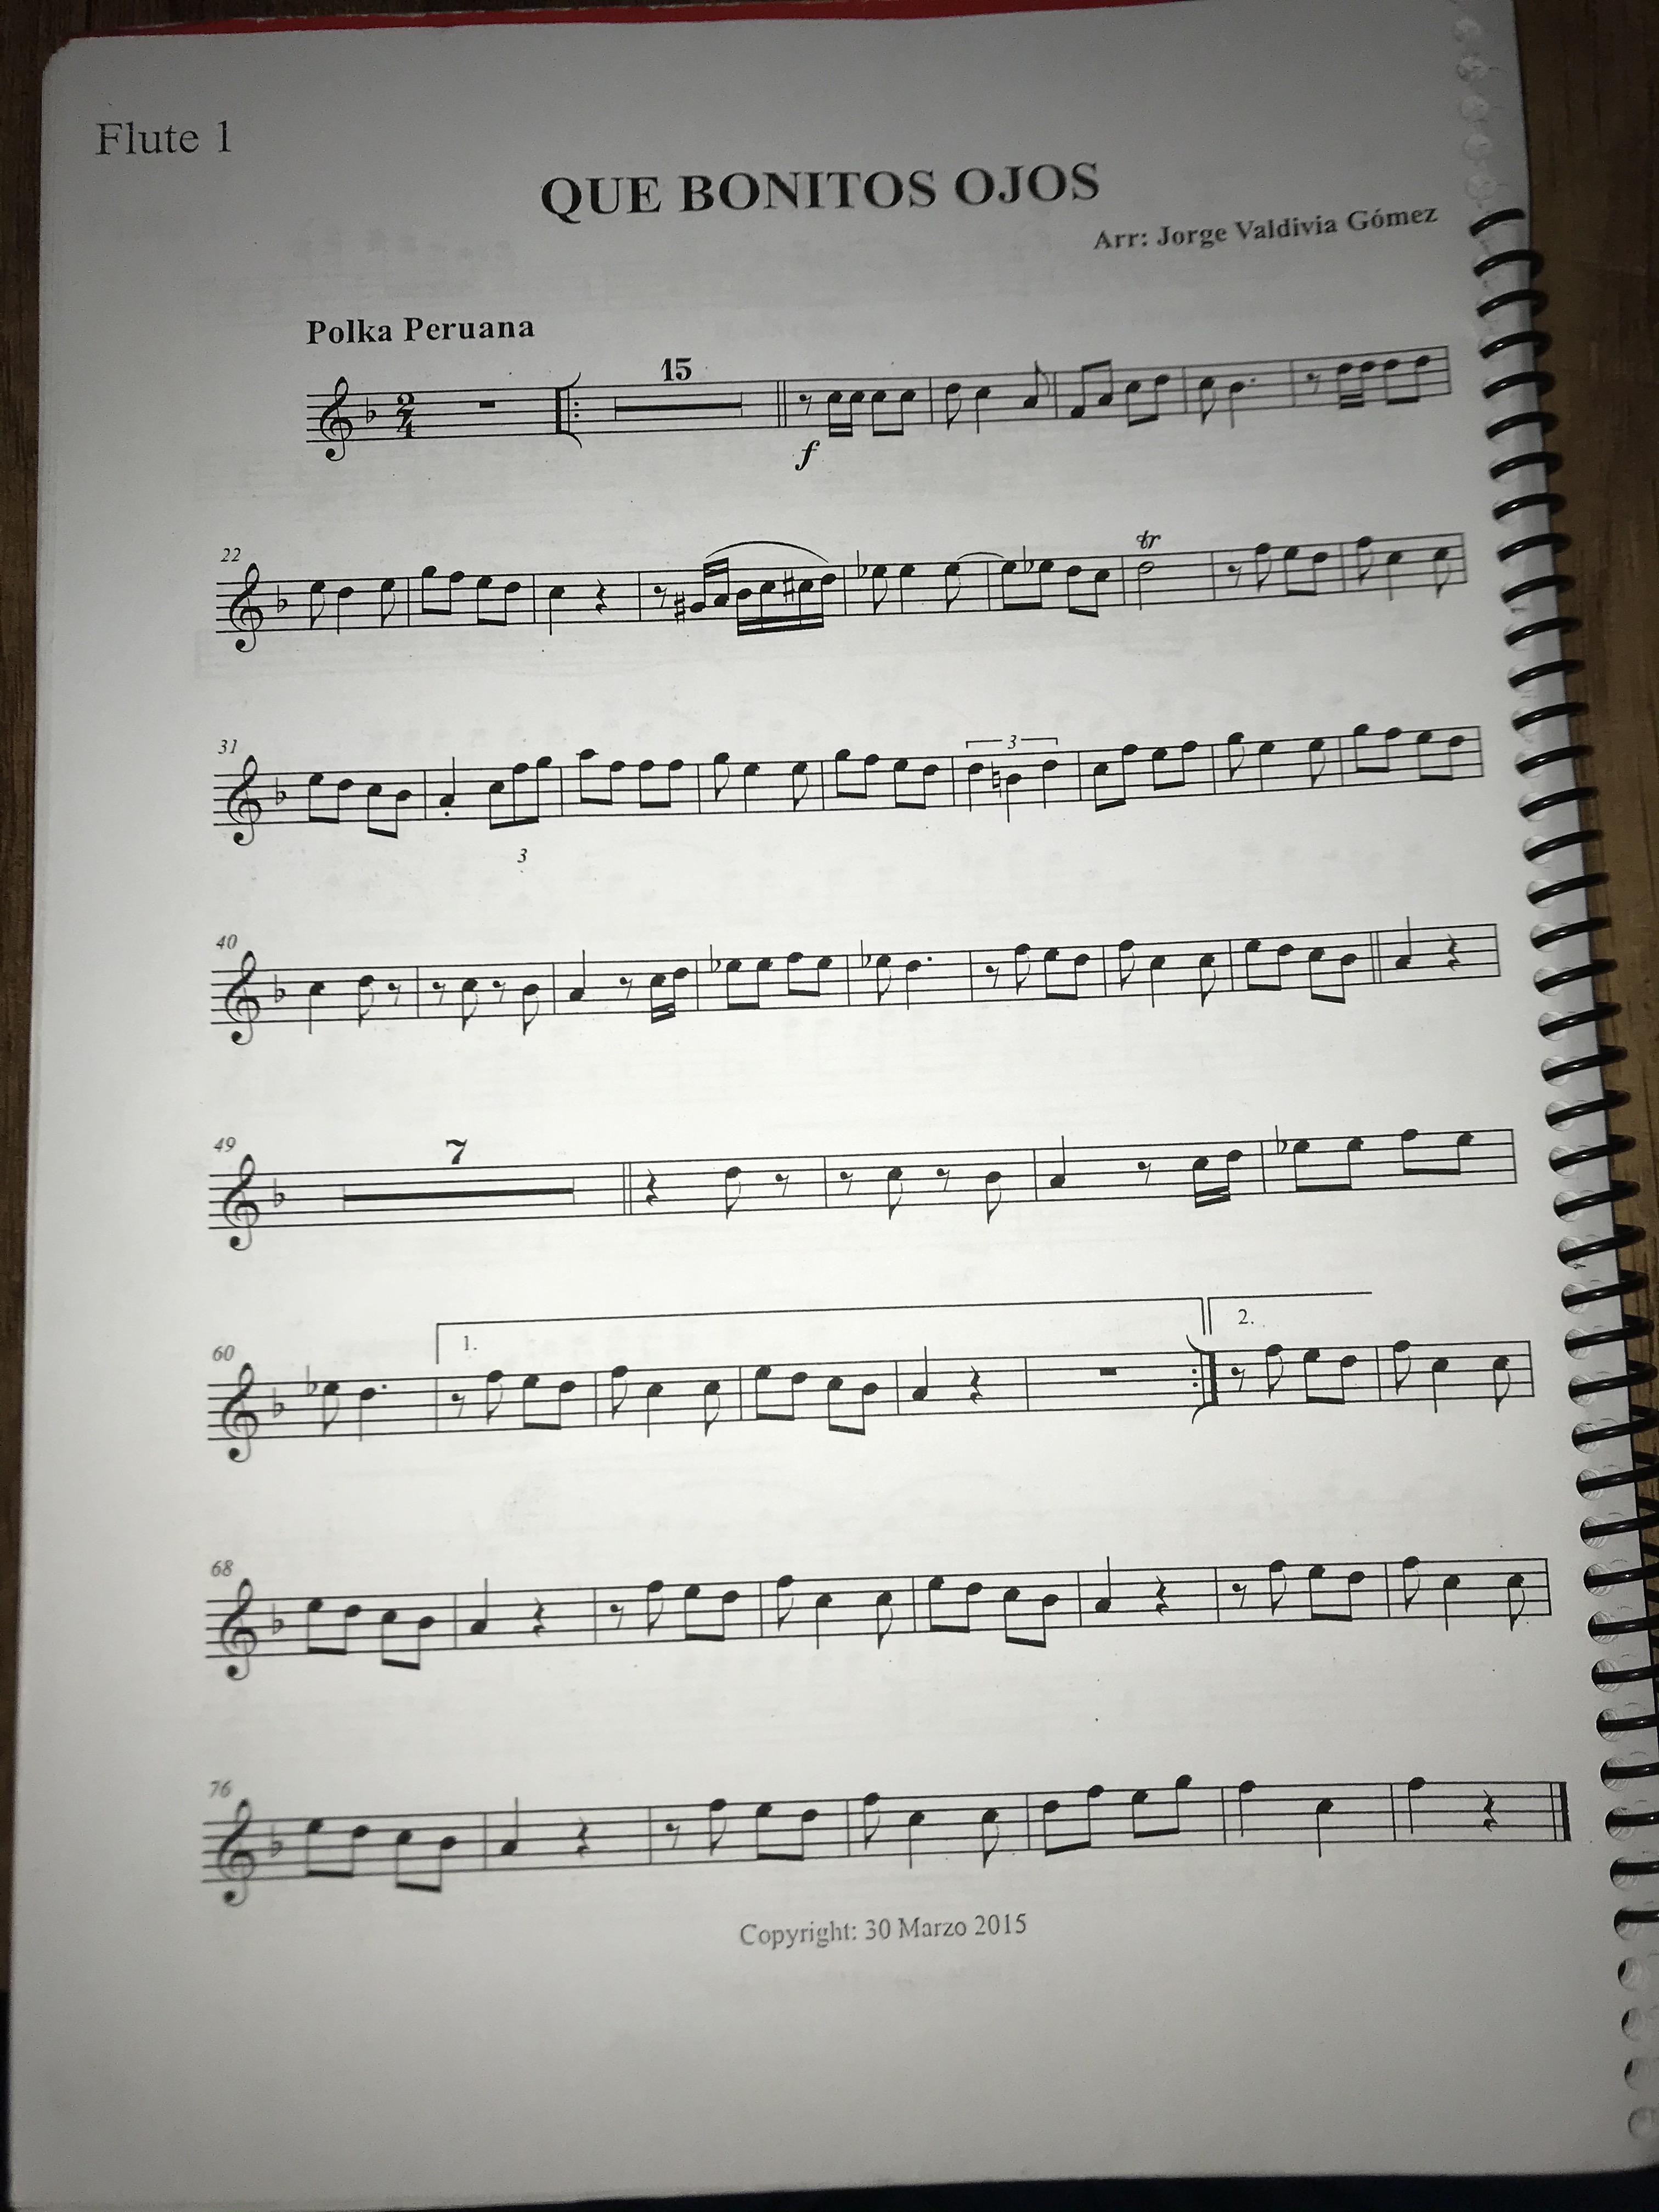 Flute 1
QUE BONITOS OJOS
Arr: Jorge Valdivia Gómez
Polka Peruana
15
2
4
f
22
tr
31
3
3
40
49
7
60
1.
2.
68
76
Copyright: 30 Marzo 2015